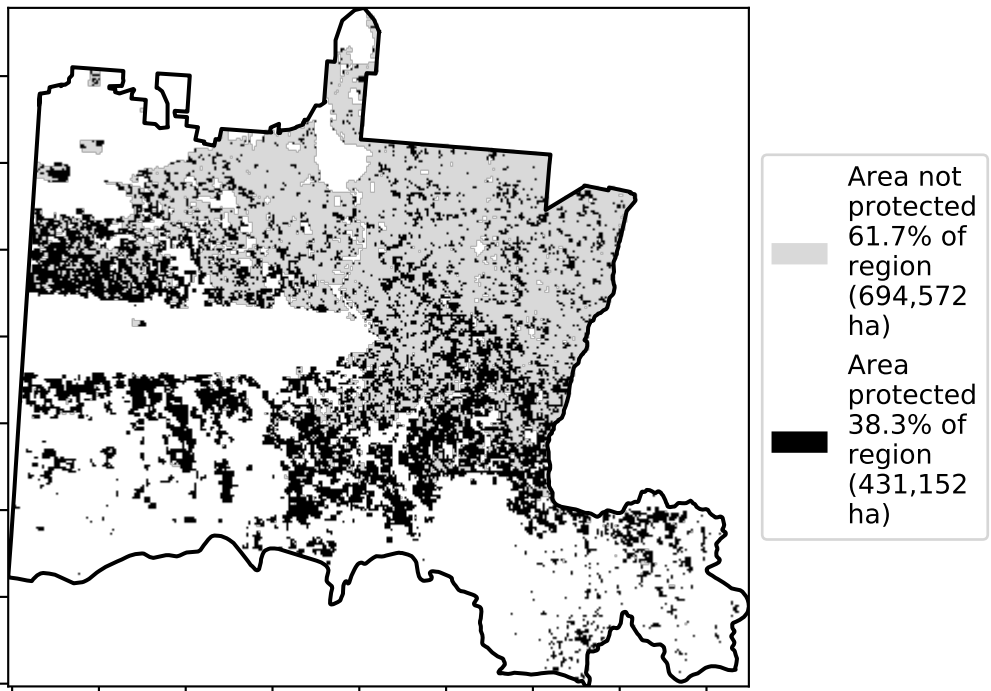 Area not
protected
61.7% of
region
(694,572
ha)
Area
protected
38.3% of
region
(431,152
ha)